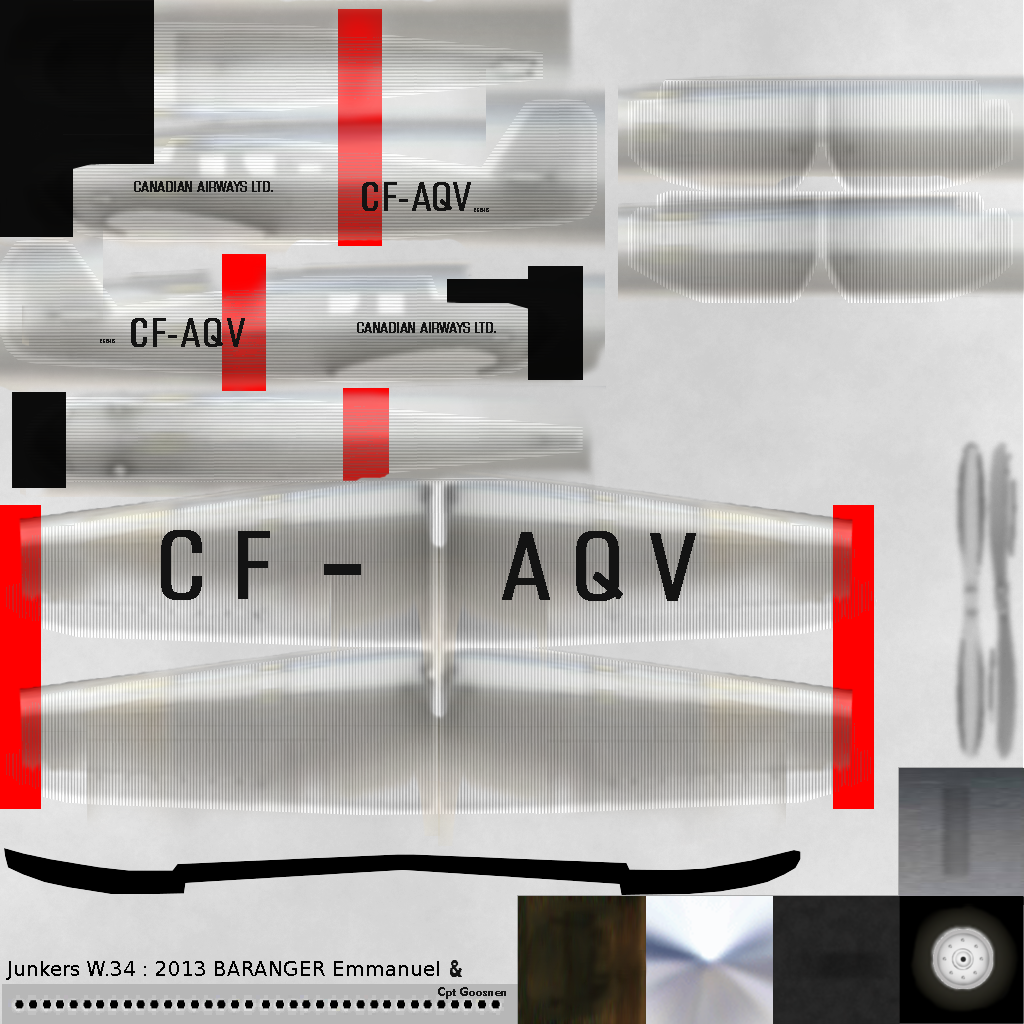 CANADIAN AIRWAYS LTD.
CF-AQV
CF-AQV
CANADIAN AIRWAYS LTD.
CF - AQV
Junkers W.34 : 2013 BARANGER Emmanuel &
Cpt Goosnen